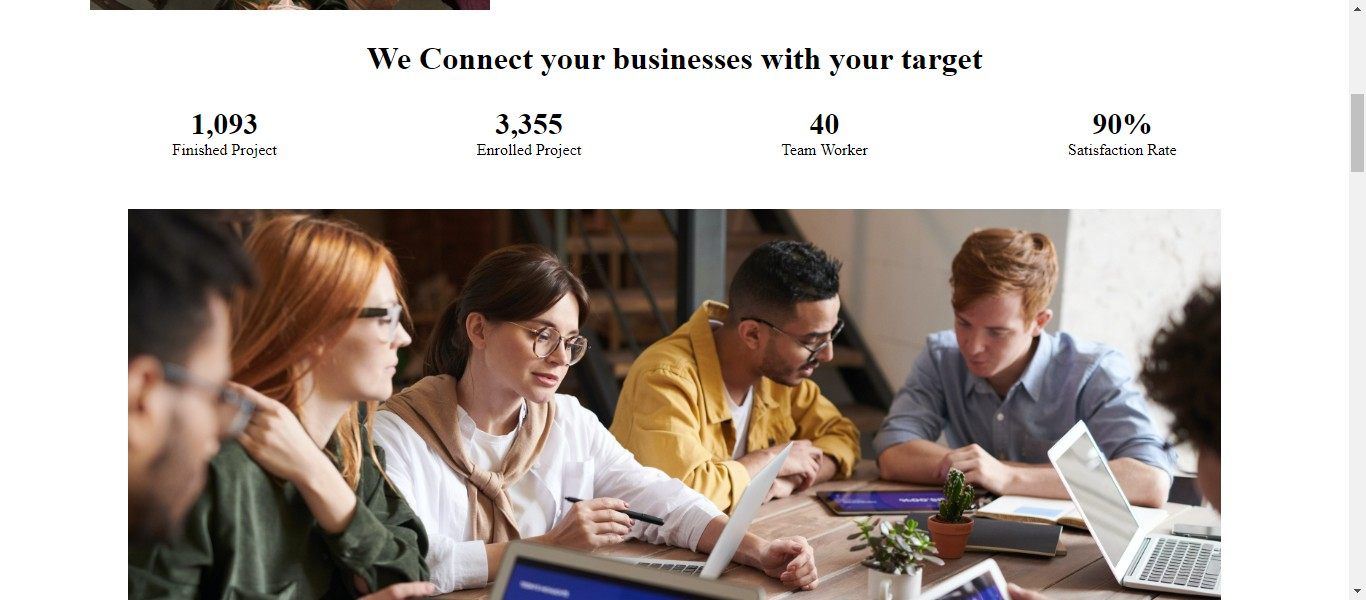 We Connect your businesses with your target
1,093
Finished Project
3,355
Enrolled Project
40
Team Worker
90%
Satisfaction Rate